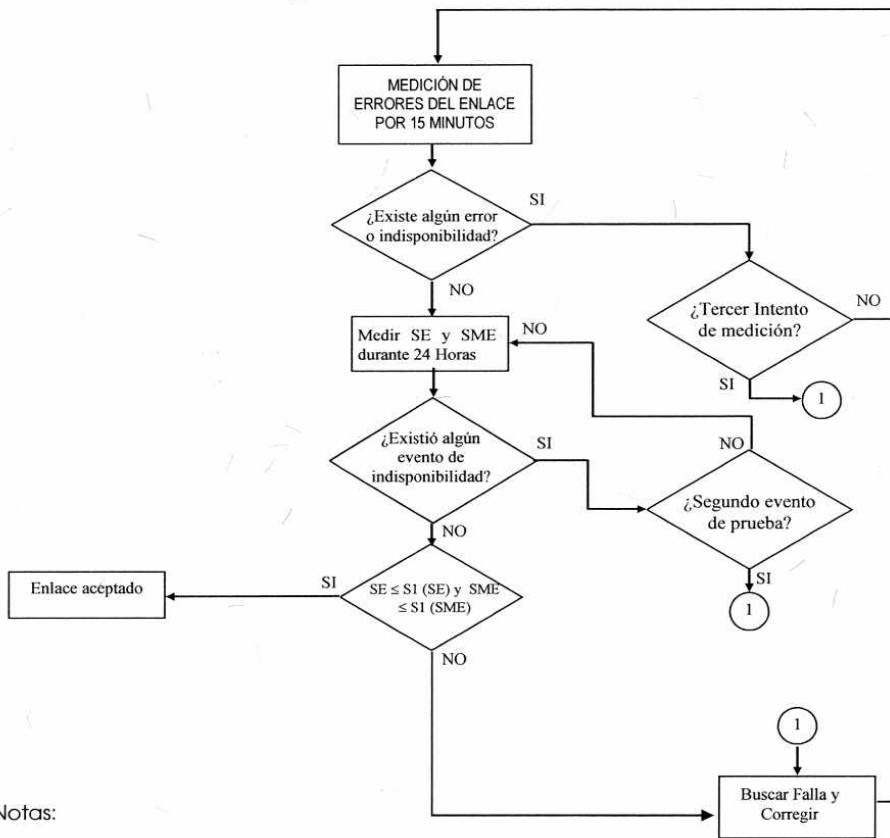 MEDICIÓN DE
ERRORES DEL ENLACE
POR 15 MINUTOS
SI
¿Existe algún error
o indisponibilidad?
NO
¿Tercer Intento
de medición?
NO
Medir SE y SME
durante 24 Horas
NO
SI
1
¿Existió algún
evento de
indisponibilidad?
SI
NO
¿Segundo evento
de prueba?
NO
SI
1
Enlace aceptado
SI
SE ≤ S1 (SE) y SME
≤ S1 (SME)
NO
1
Buscar Falla y
Corregir
Notas: